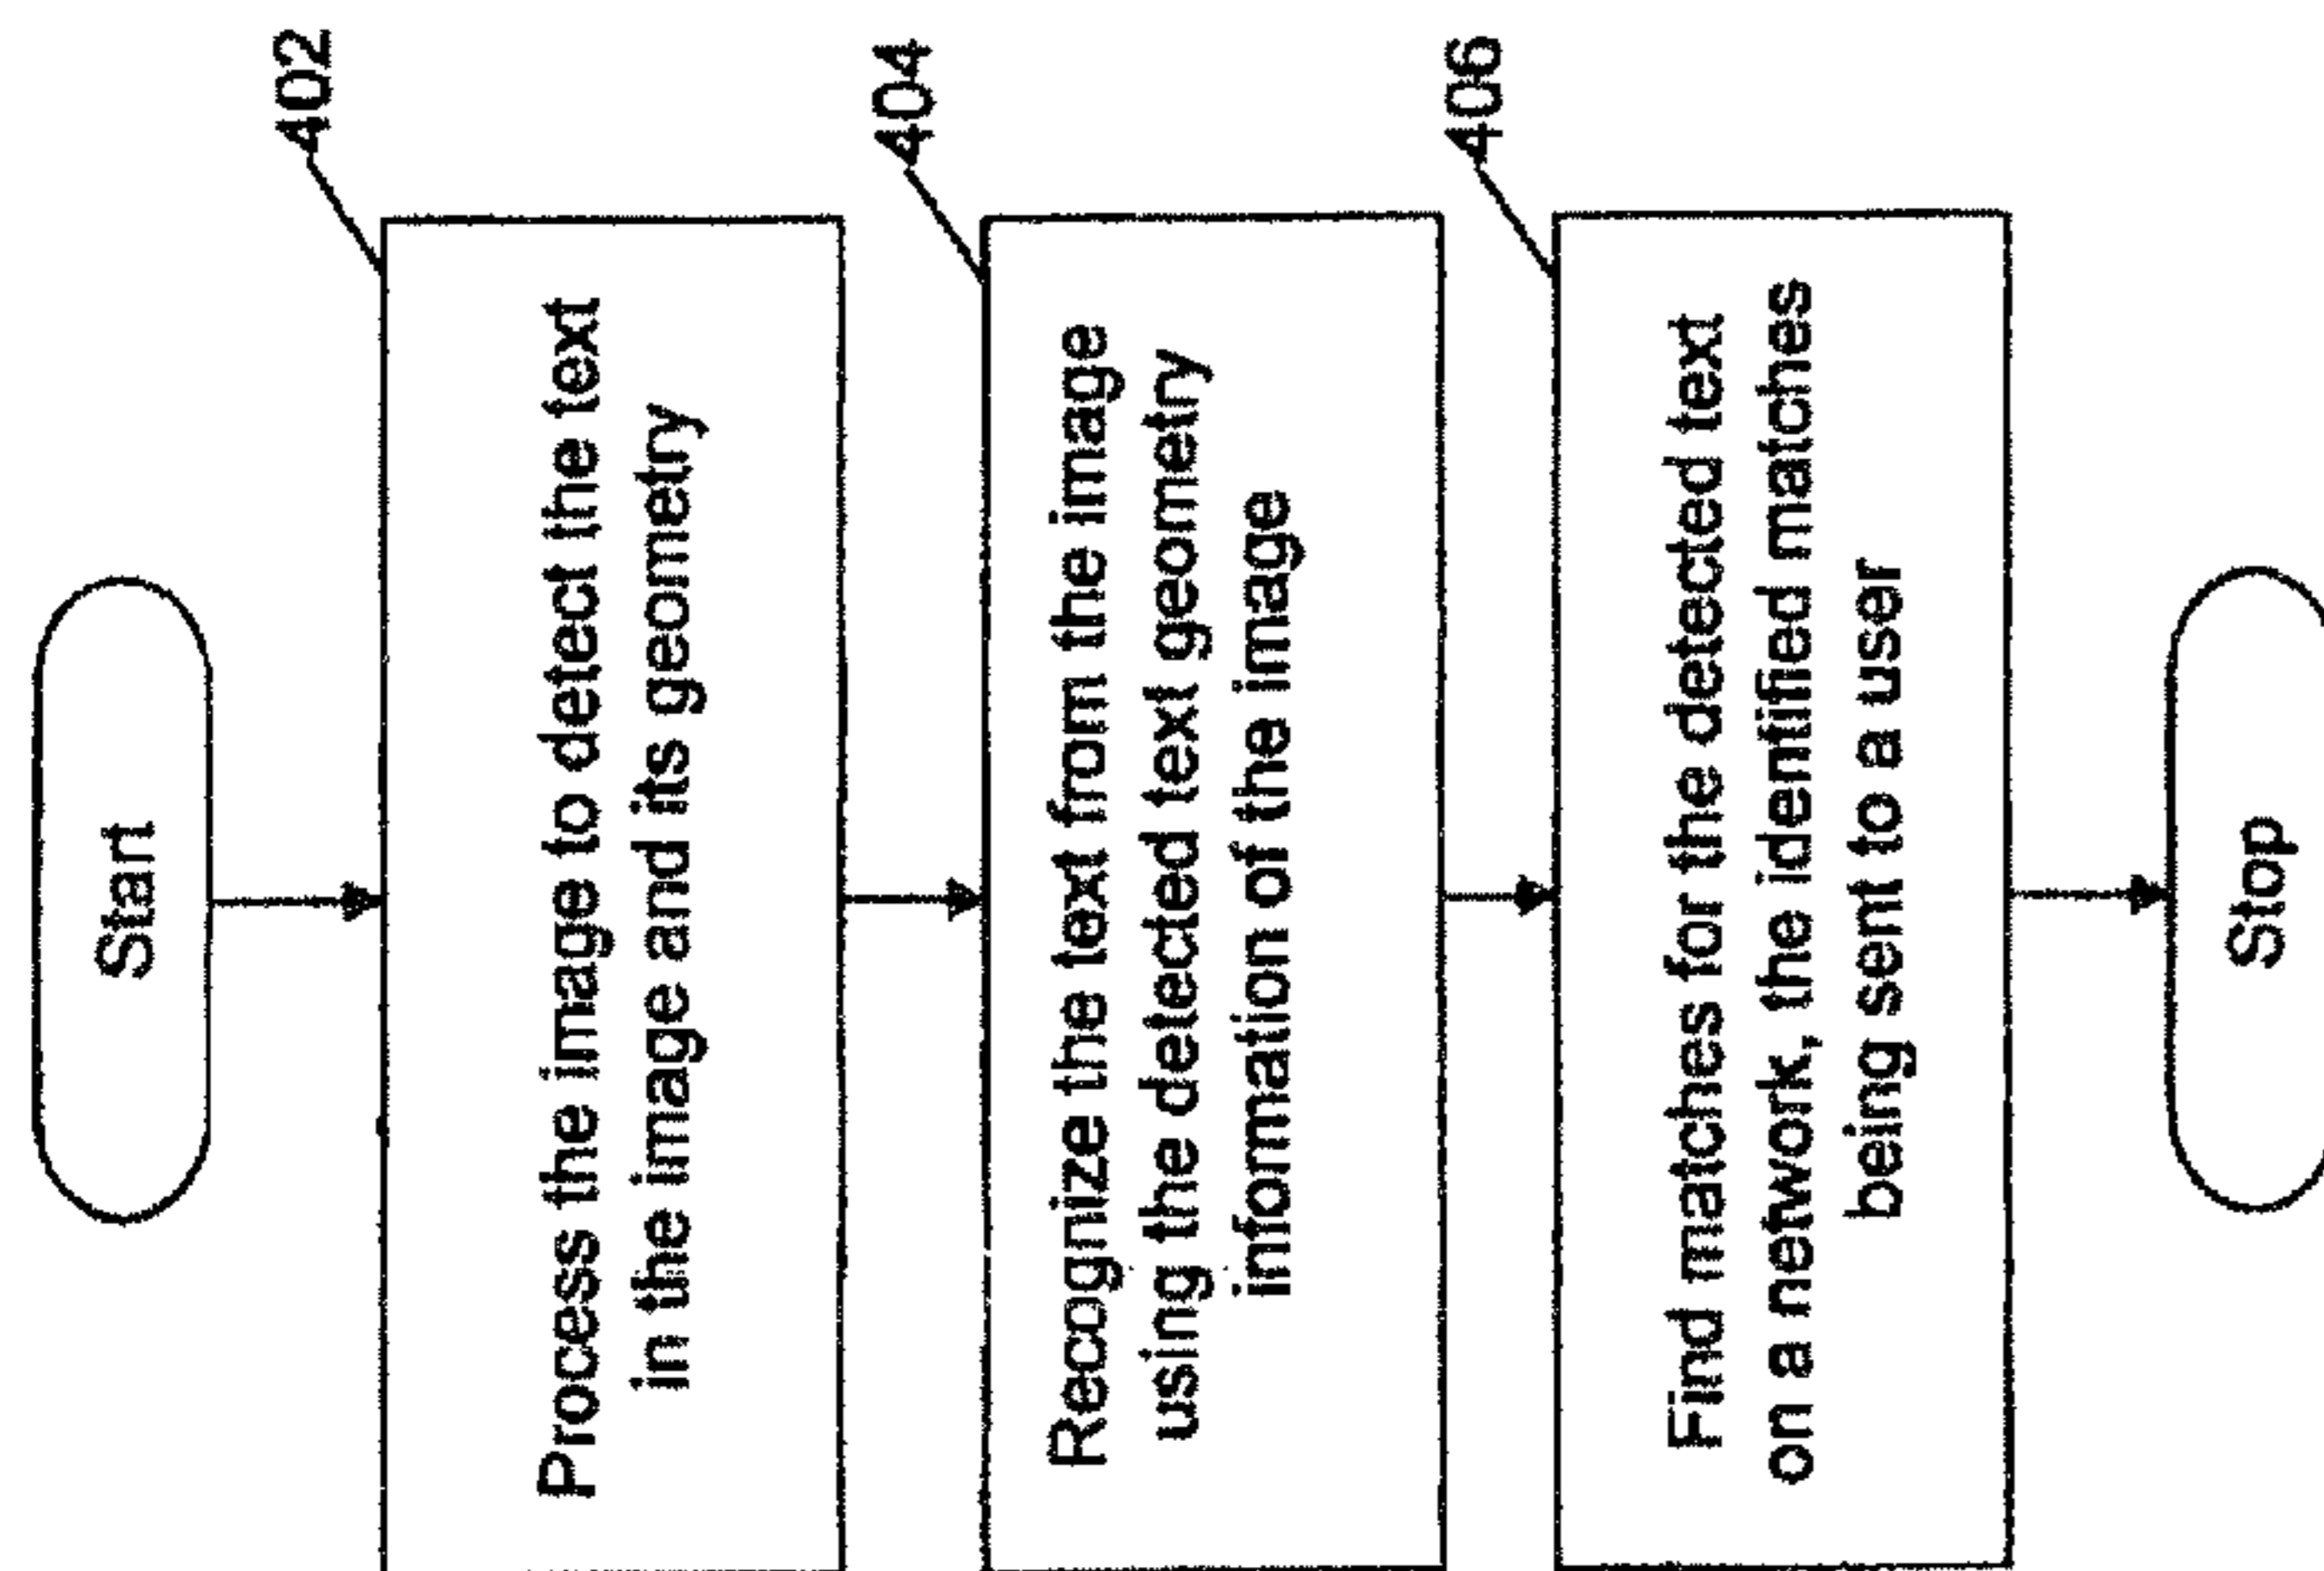 Start
402
Process the image to detect the text
in the image and its geometry
404
Recognize the text from the image
using the detected text geometry
infomation of the image
406
Find matches for the detected text
on a network, the identified matches
being sent to a user
Stop